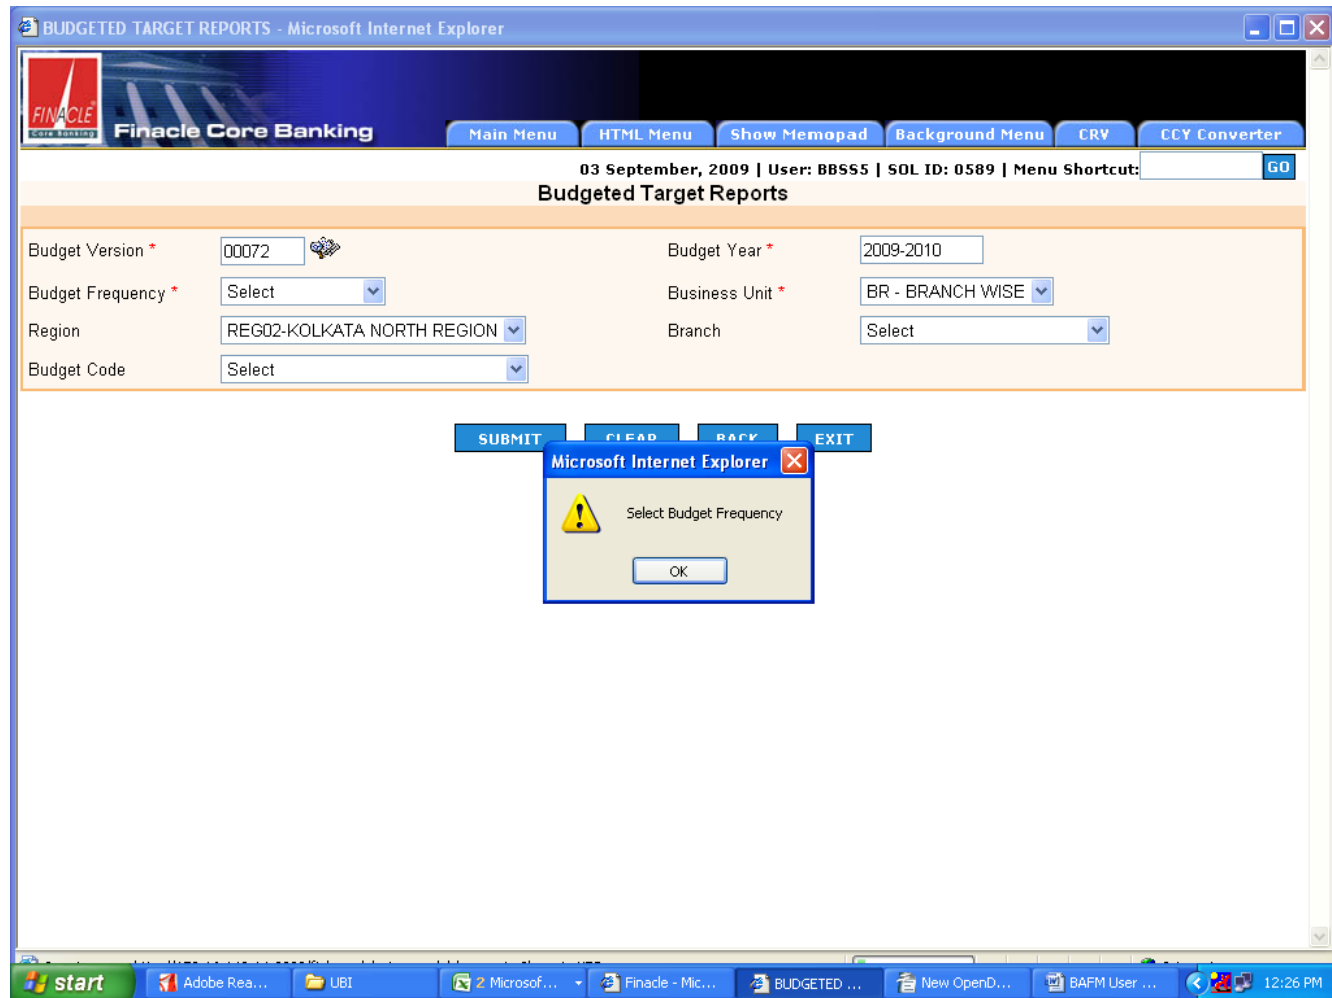 BUDGETED TARGET REPORTS - Microsoft Internet Explorer
FINACLE
Core Banking
Finacle Core Banking
Main Menu HTML Menu Show Memopad Background Menu CRV CCY Converter
03 September, 2009 | User: BBSS5 | SOL ID: 0589 | Menu Shortcut: GO
Budgeted Target Reports
Budget Version * 00072 Budget Year * 2009-2010
Budget Frequency * Select Business Unit * BR - BRANCH WISE
Region REG02-KOLKATA NORTH REGION Branch Select
Budget Code Select
SUBMIT CLEAR BACK EXIT
Microsoft Internet Explorer
Select Budget Frequency
OK
start Adobe Rea... UBI 2 Microsof... Finacle - Mic... BUDGETED ... New OpenD... BAFM User ... 12:26 PM